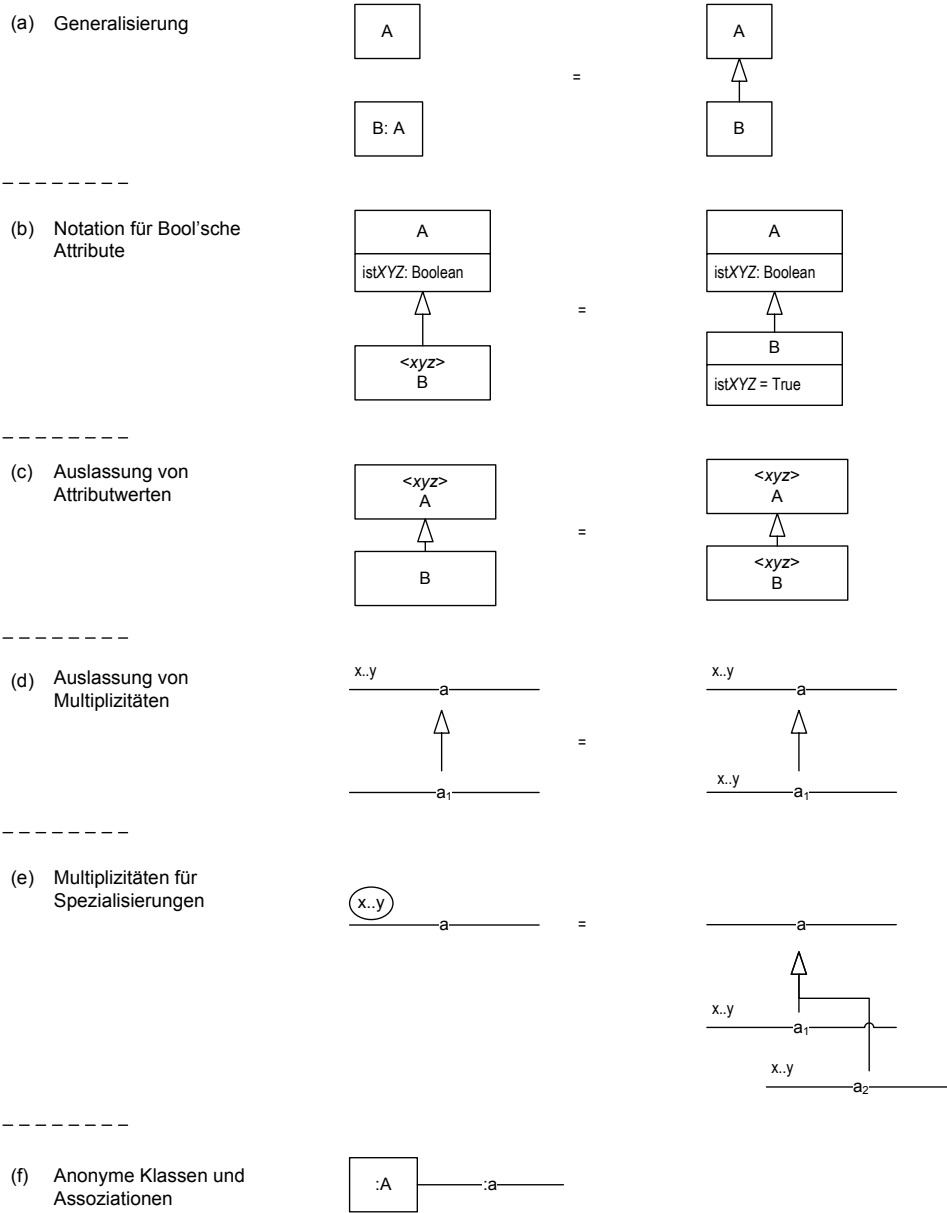 (a) Generalisierung
A
=
A
B: A
B
(b) Notation für Bool’sche
Attribute
A
istXYZ: Boolean
<xyz>
B
=
A
istXYZ: Boolean
B
istXYZ = True
(c) Auslassung von
Attributwerten
<xyz>
A
B
=
<xyz>
A
<xyz>
B
(d) Auslassung von
Multiplizitäten
x..y
a
a₁
=
x..y
a
x..y
a₁
(e) Multiplizitäten für
Spezialisierungen
x..y
a
=
a
x..y
a₁
x..y
a₂
(f) Anonyme Klassen und
Assoziationen
:A
:a